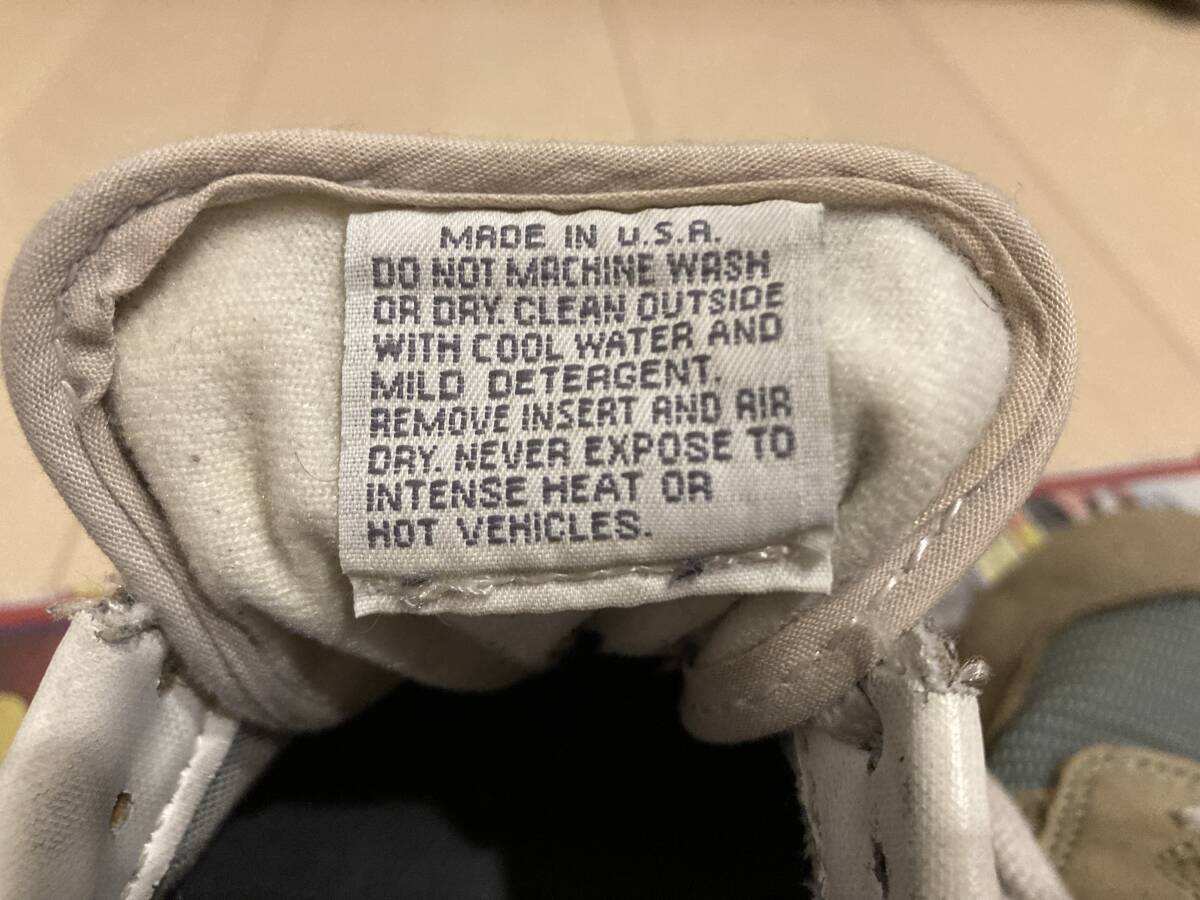 MADE IN U.S.A.
DO NOT MACHINE WASH
OR DRY. CLEAN OUTSIDE
WITH COOL WATER AND
MILD DETERGENT.
REMOVE INSERT AND AIR
DRY. NEVER EXPOSE TO
INTENSE HEAT OR
HOT VEHICLES.